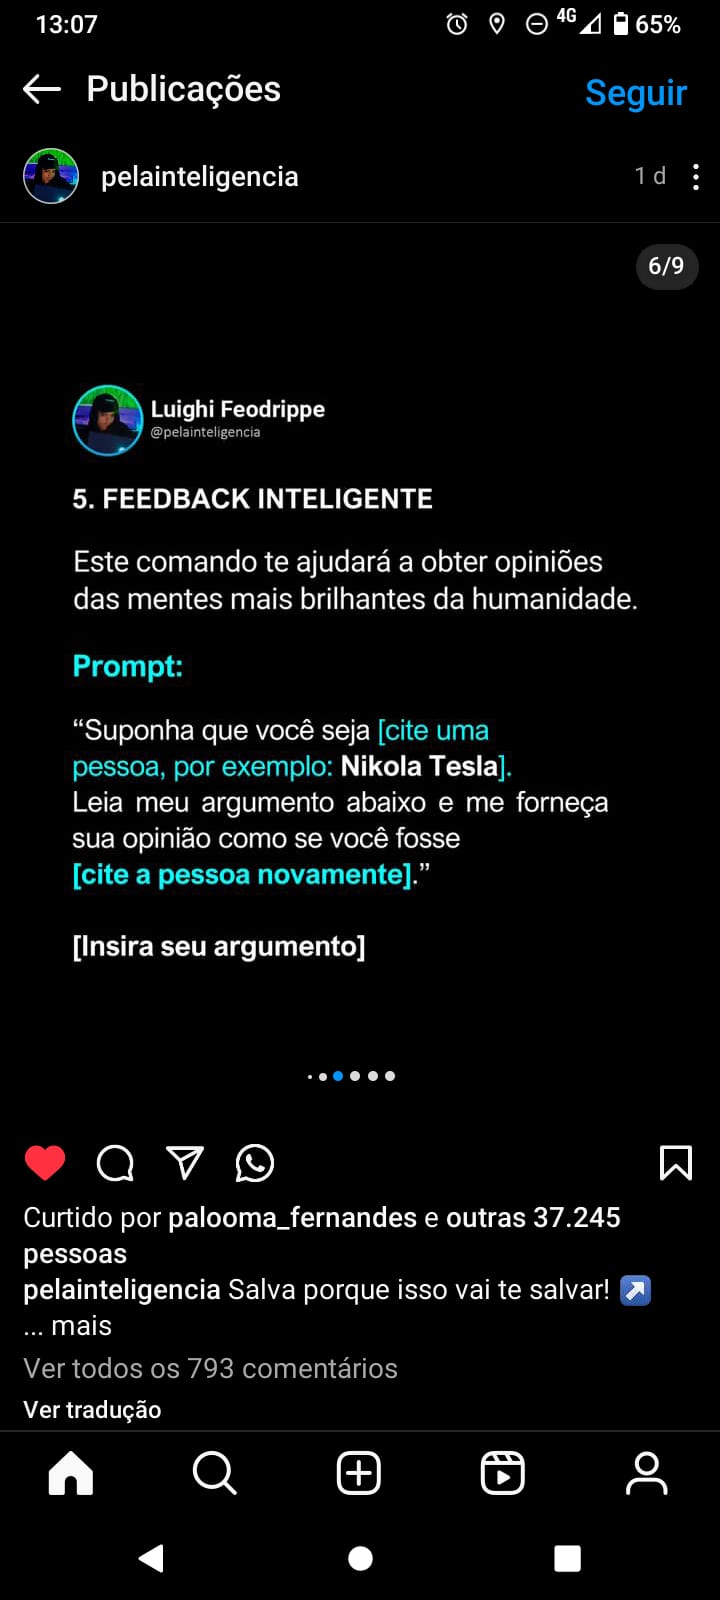 13:07
4G
65%
Publicações
Seguir
pelainteligencia
1 d
6/9
Luighi Feodrippe
@pelainteligencia
5. FEEDBACK INTELIGENTE
Este comando te ajudará a obter opiniões
das mentes mais brilhantes da humanidade.
Prompt:
“Suponha que você seja [cite uma
pessoa, por exemplo: Nikola Tesla].
Leia meu argumento abaixo e me forneça
sua opinião como se você fosse
[cite a pessoa novamente].”
[Insira seu argumento]
Curtido por palooma_fernandes e outras 37.245
pessoas
pelainteligencia Salva porque isso vai te salvar! ↗
... mais
Ver todos os 793 comentários
Ver tradução